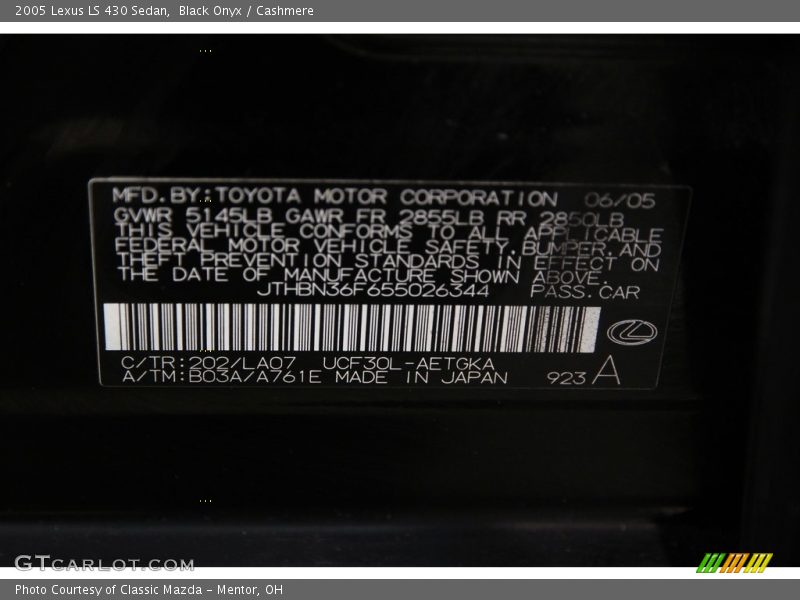 2005 Lexus LS 430 Sedan,  Black Onyx / Cashmere
MFD.BY:TOYOTA MOTOR CORPORATION 06/05
GVWR 5145LB GAWR FR 2855LB RR 2850LB
THIS VEHICLE CONFORMS TO ALL APPLICABLE
FEDERAL MOTOR VEHICLE SAFETY,BUMPER,AND
THEFT PREVENTION STANDARDS IN EFFECT ON
THE DATE OF MANUFACTURE SHOWN ABOVE.
JTHBN36F655026344 PASS.CAR
C/TR:202/LA07 UCF30L-AETGKA
A/TM:B03A/A761E MADE IN JAPAN 923 A
GTCARLOT.COM
Photo Courtesy of Classic Mazda - Mentor, OH